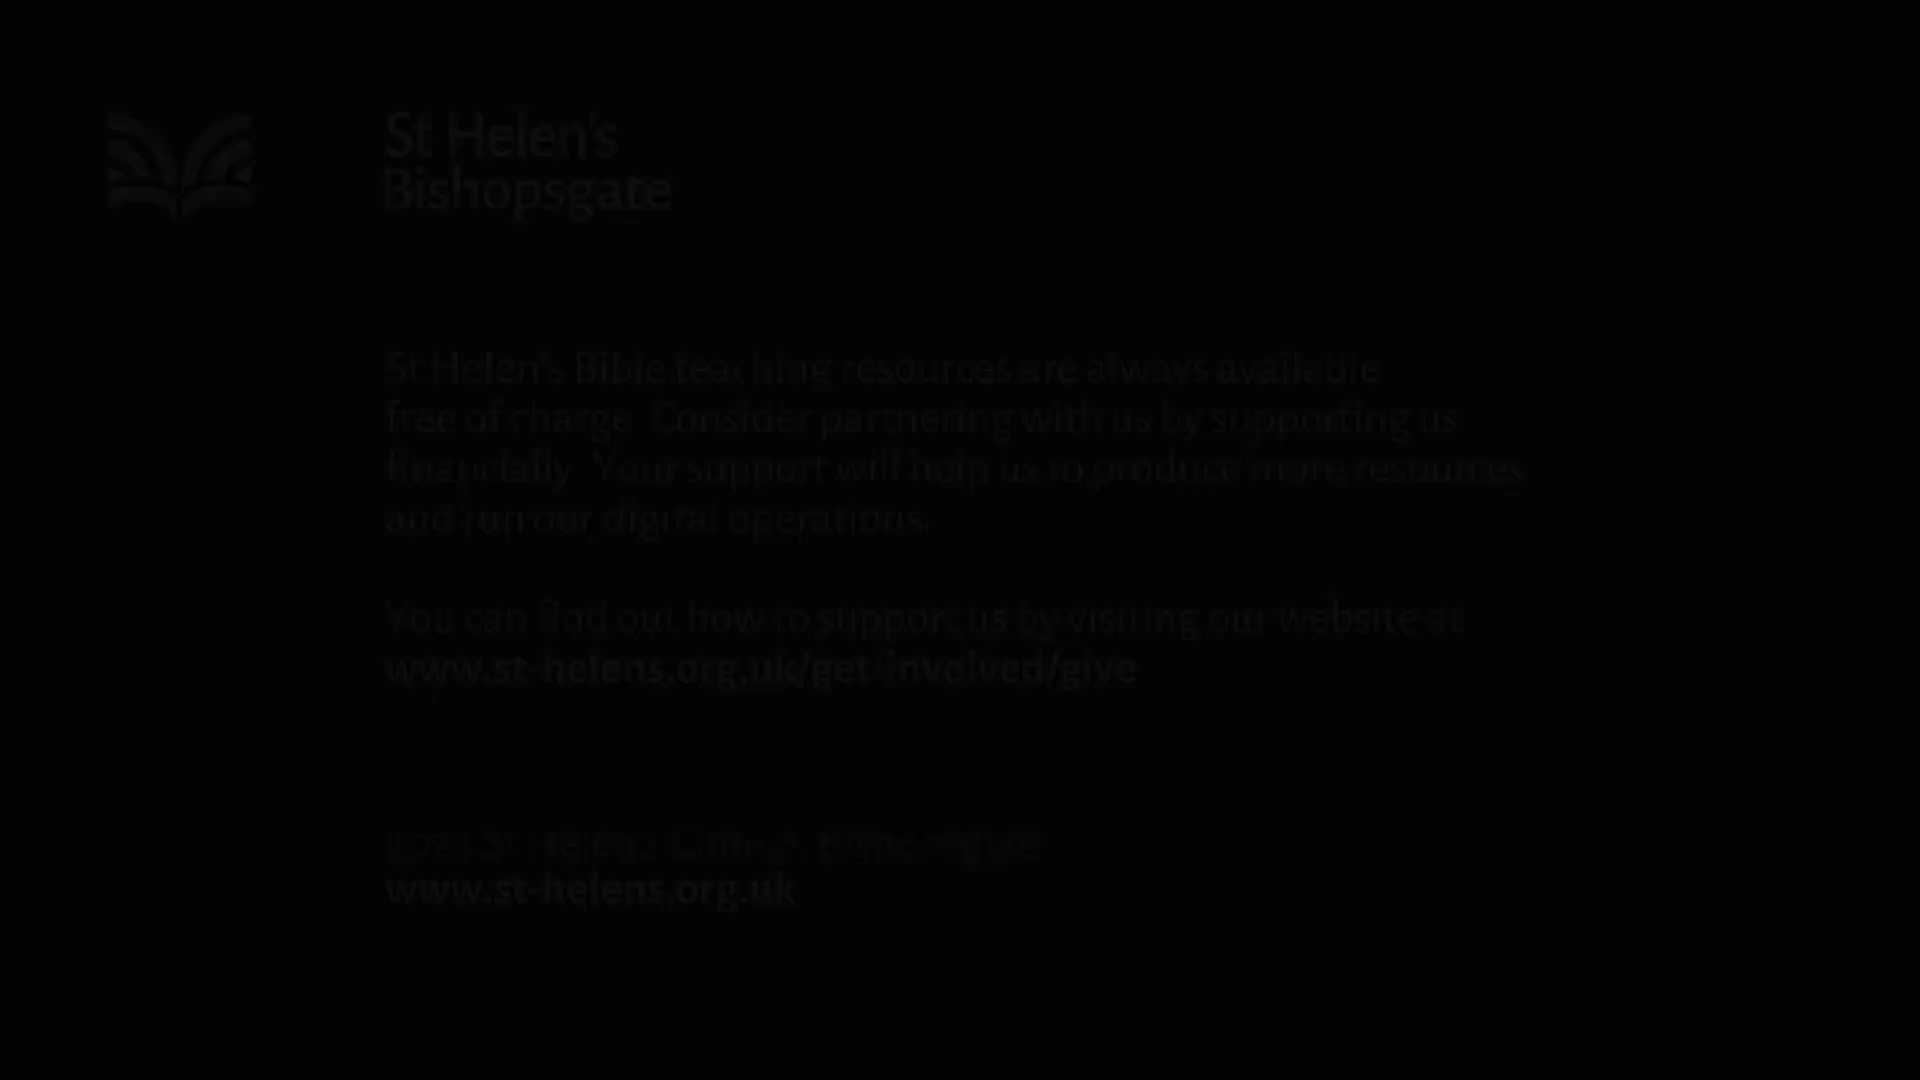 St Helen's
Bishopsgate
St Helen's Bible teaching resources are always available
free of charge. Consider partnering with us by supporting us
financially. Your support will help us to produce more resources
and run our digital operations.
You can find out how to support us by visiting our website at
www.st-helens.org.uk/get-involved/give
St Helen's Church, Bishopsgate
www.st-helens.org.uk